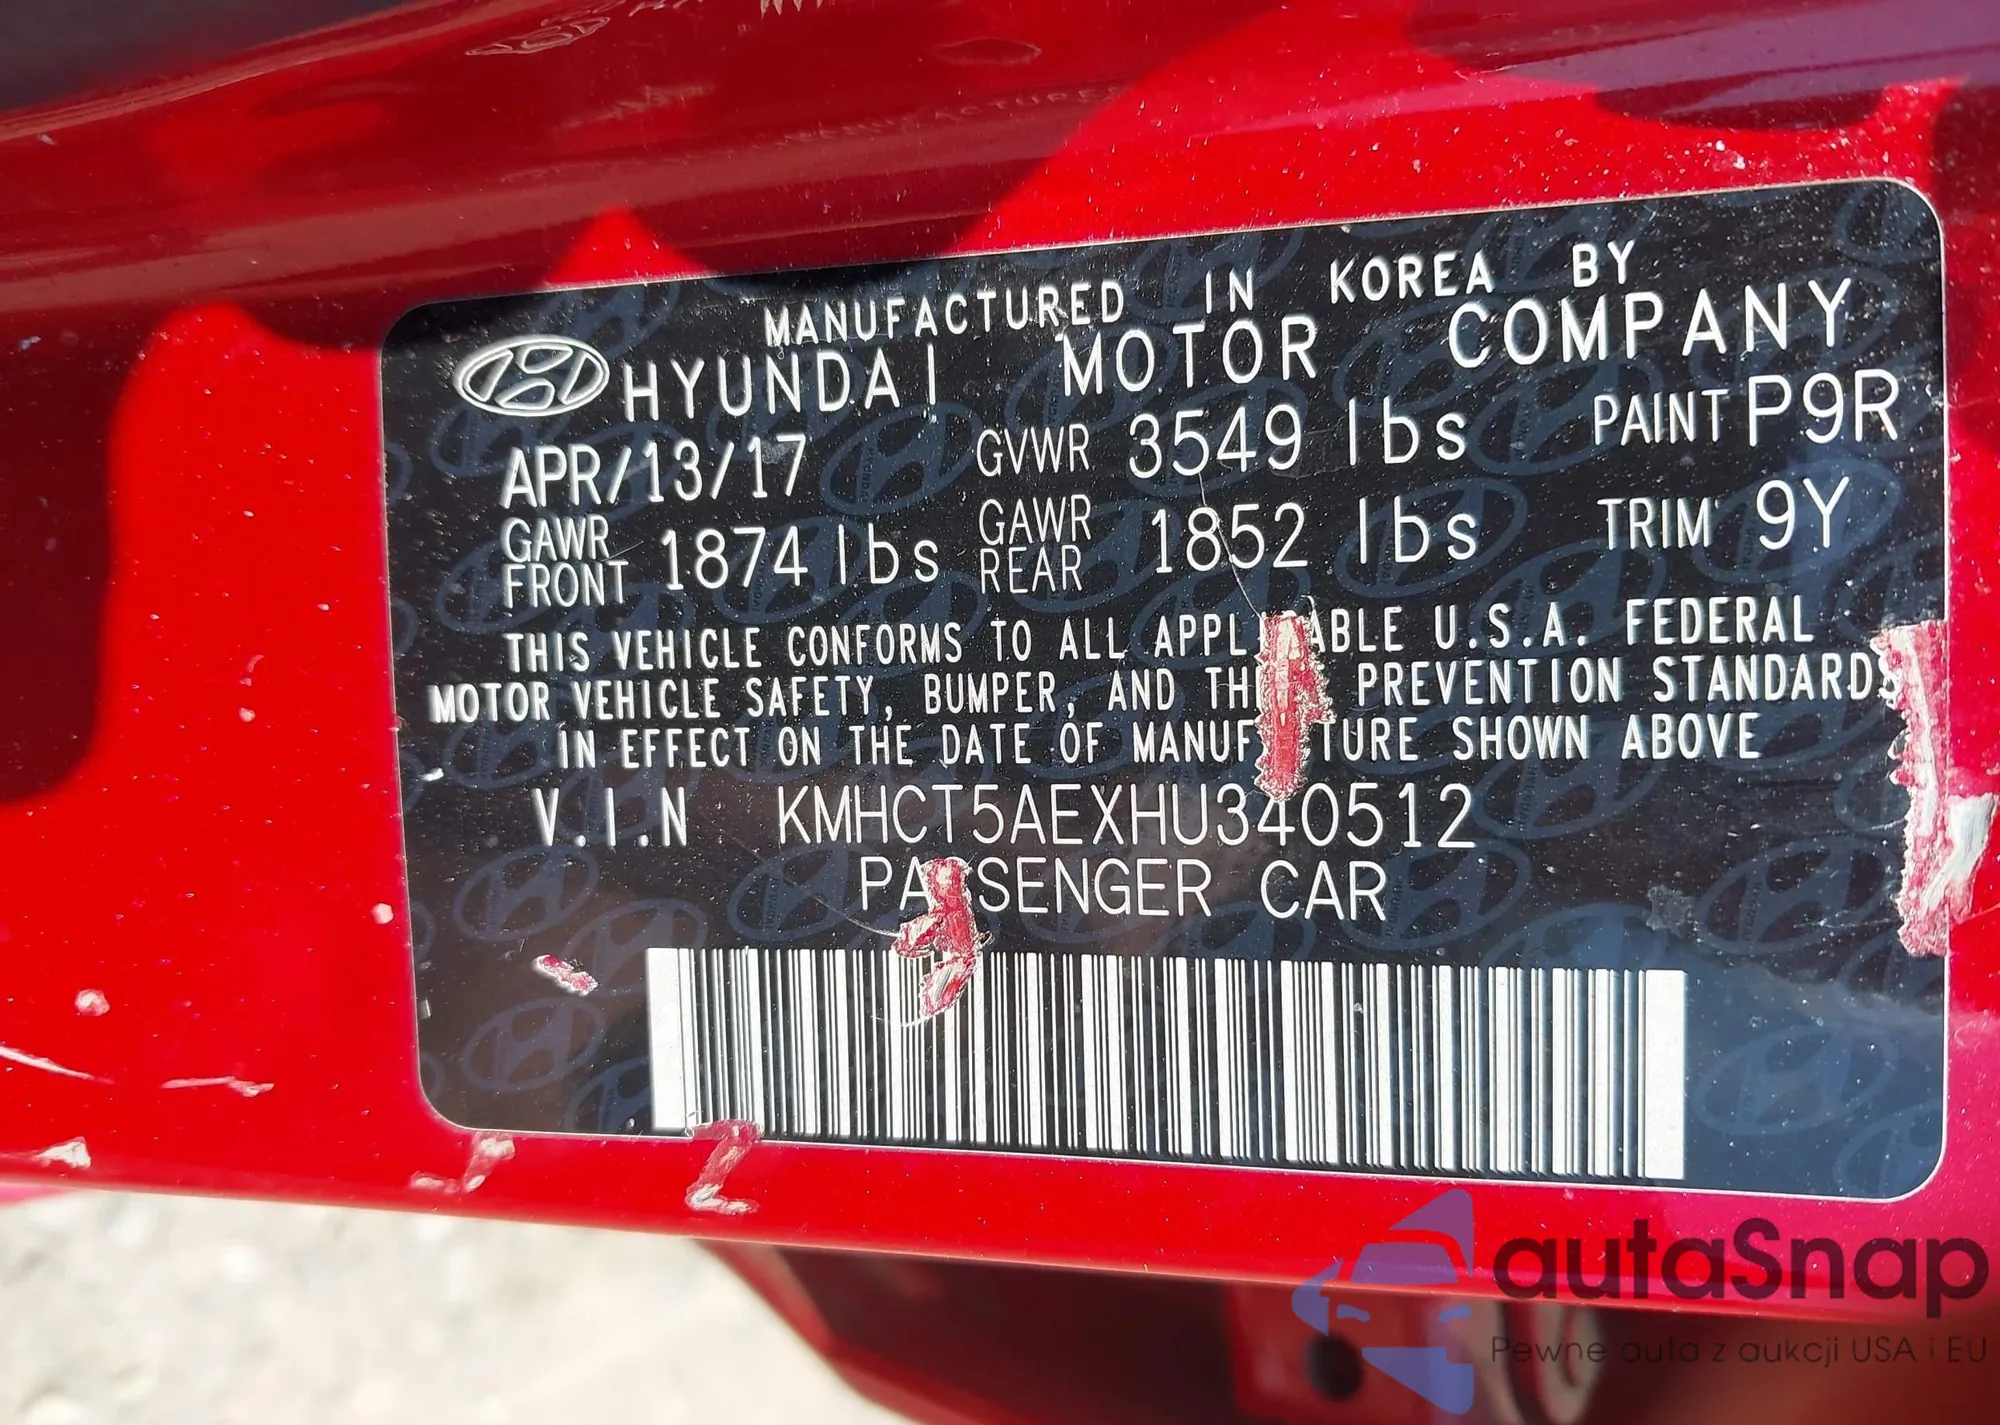 MANUFACTURED IN KOREA BY
HYUNDAI MOTOR COMPANY
APR/13/17 GVWR 3549 lbs PAINT P9R
GAWR FRONT 1874 lbs GAWR REAR 1852 lbs TRIM 9Y
THIS VEHICLE CONFORMS TO ALL APPL ABLE U.S.A. FEDERAL
MOTOR VEHICLE SAFETY, BUMPER, AND TH PREVENTION STANDARDS
IN EFFECT ON THE DATE OF MANUF TURE SHOWN ABOVE
V.I.N KMHCT5AEXHU340512
PASSENGER CAR
autaSnap
Pewne auta z aukcji USA i EU